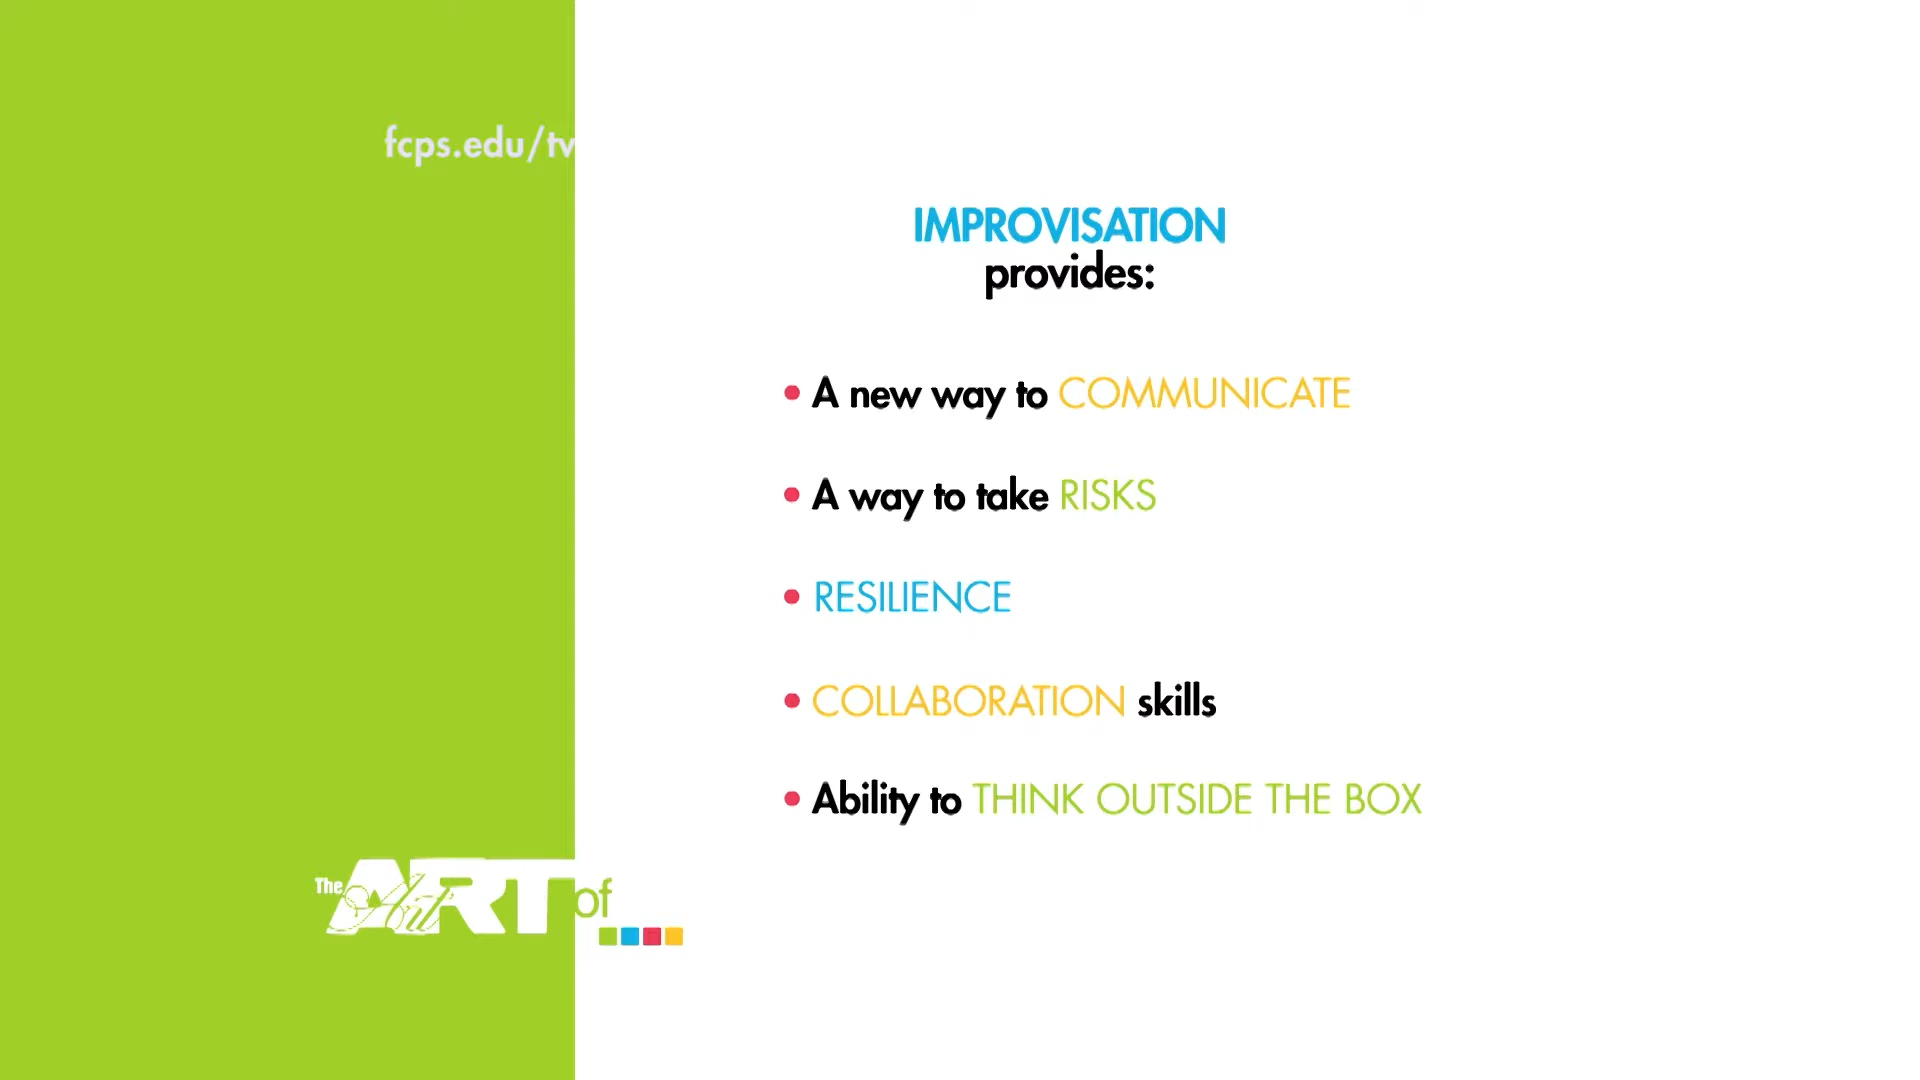 fcps.edu/tv
IMPROVISATION
provides:
• A new way to COMMUNICATE
• A way to take RISKS
• RESILIENCE
• COLLABORATION skills
• Ability to THINK OUTSIDE THE BOX
The ART of